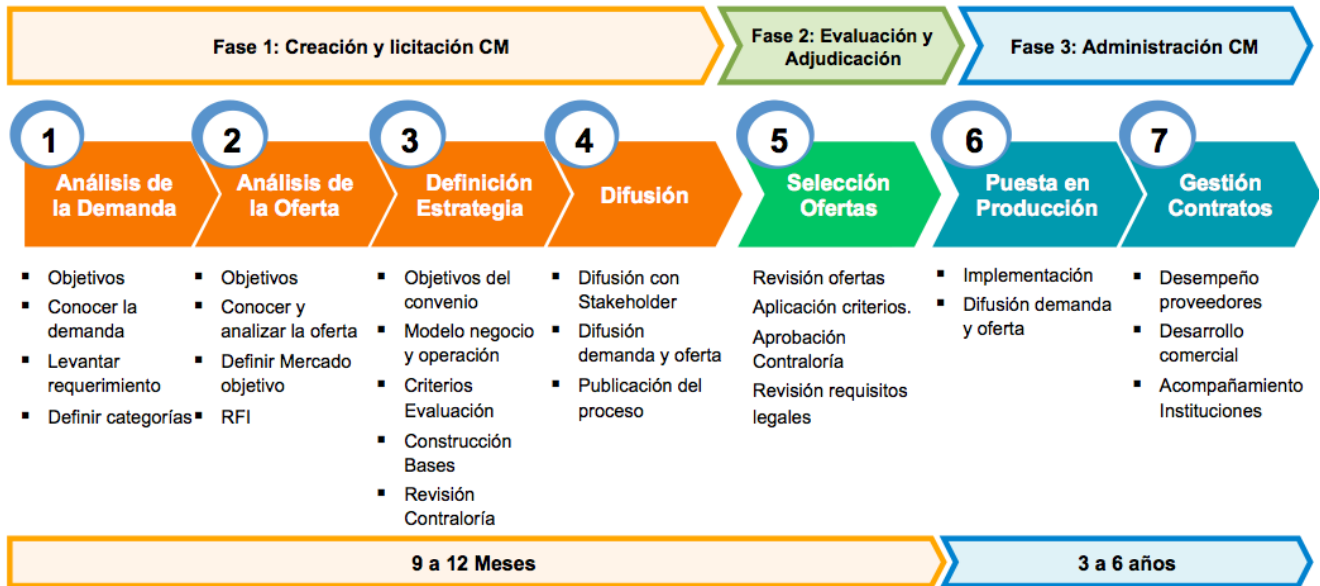 Fase 1: Creación y licitación CM
Fase 2: Evaluación y
Adjudicación
Fase 3: Administración CM
1
Análisis de
la Demanda
2
Análisis de
la Oferta
3
Definición
Estrategia
4
Difusión
5
Selección
Ofertas
6
Puesta en
Producción
7
Gestión
Contratos
▪ Objetivos
▪ Conocer la
demanda
▪ Levantar
requerimiento
▪ Definir categorías
▪ Objetivos
▪ Conocer y
analizar la oferta
▪ Definir Mercado
objetivo
▪ RFI
▪ Objetivos del
convenio
▪ Modelo negocio
y operación
▪ Criterios
Evaluación
▪ Construcción
Bases
▪ Revisión
Contraloría
▪ Difusión con
Stakeholder
▪ Difusión
demanda y oferta
▪ Publicación del
proceso
Revisión ofertas
Aplicación criterios.
Aprobación
Contraloría
Revisión requisitos
legales
▪ Implementación
▪ Difusión demanda
y oferta
▪ Desempeño
proveedores
▪ Desarrollo
comercial
▪ Acompañamiento
Instituciones
9 a 12 Meses
3 a 6 años